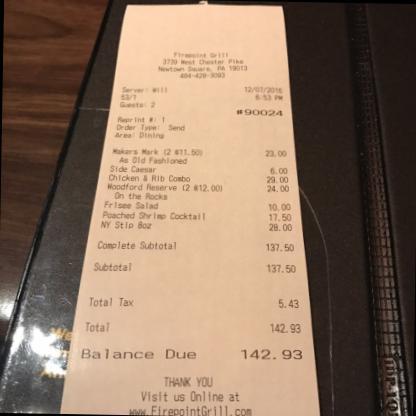 Firepoint Grill
3739 West Chester Pike
Newtown Square, PA 19013
484-428-3093
Server: Will 12/07/2016
53/1 6:53 PM
Guests: 2
#90024
Reprint #: 1
Order Type: Send
Area: Dining
Makers Mark (2 @11.50) 23.00
As Old Fashioned
Side Caesar 6.00
Chicken & Rib Combo 29.00
Woodford Reserve (2 @12.00) 24.00
On the Rocks
Frisee Salad 10.00
Poached Shrimp Cocktail 17.50
NY Stip 8oz 28.00
Complete Subtotal 137.50
Subtotal 137.50
Total Tax 5.43
Total 142.93
Balance Due 142.93
THANK YOU
Visit us Online at
www.FirepointGrill.com